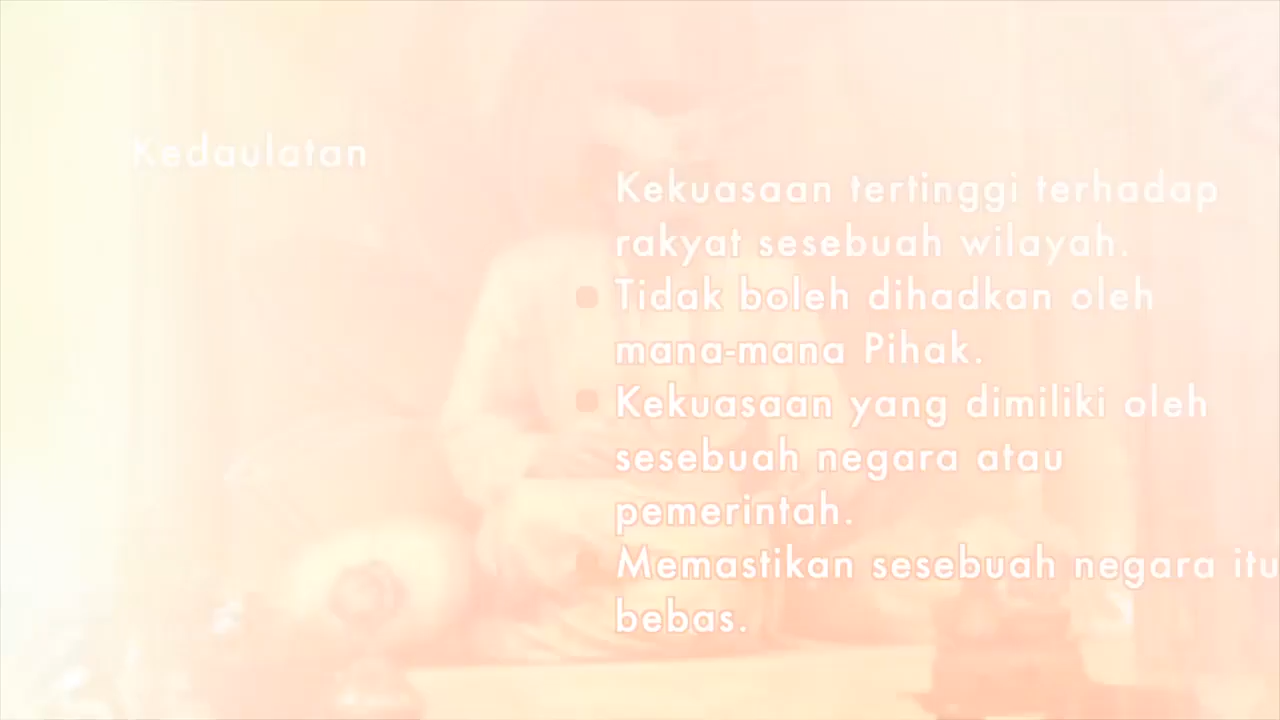 Kedaulatan
Kekuasaan tertinggi terhadap
rakyat sesebuah wilayah.
Tidak boleh dihadkan oleh
mana-mana Pihak.
Kekuasaan yang dimiliki oleh
sesebuah negara atau
pemerintah.
Memastikan sesebuah negara itu
bebas.